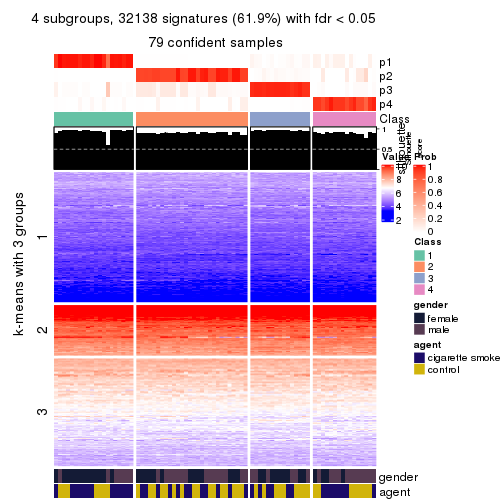 4 subgroups, 32138 signatures (61.9%) with fdr < 0.05
79 confident samples
p1
p2
p3
p4
Class
1
0.5
silhouette
score
k-means with 3 groups
1
2
3
gender
agent
Value
10
8
6
4
2
Prob
1
0.8
0.6
0.4
0.2
0
Class
1
2
3
4
gender
female
male
agent
cigarette smoke
control